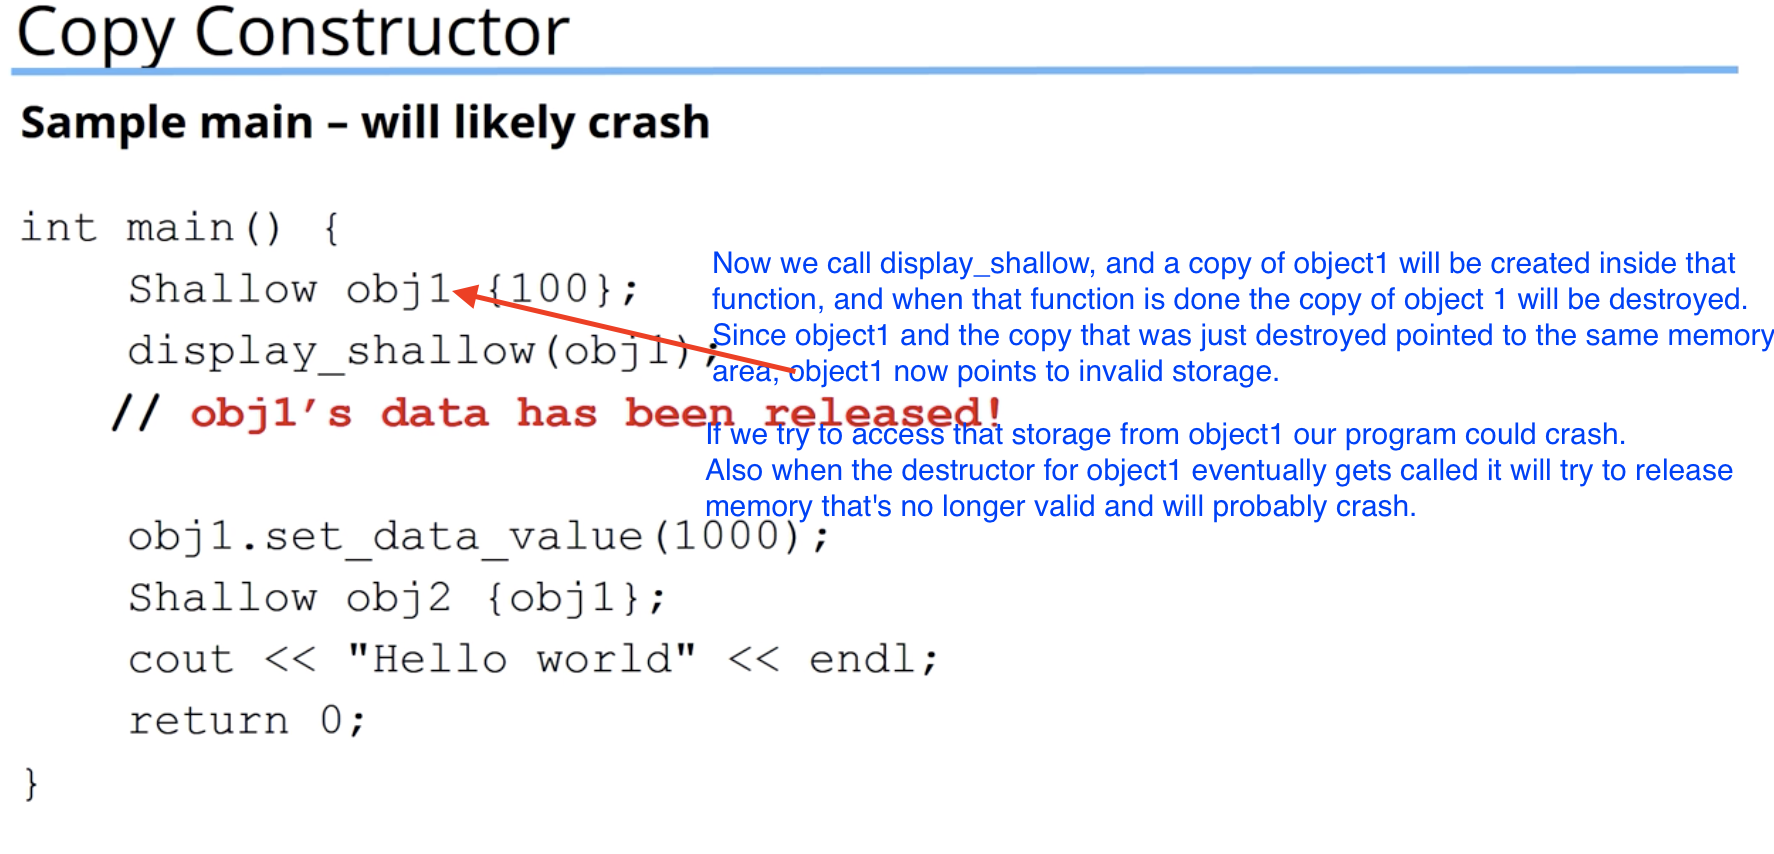 Copy Constructor
Sample main – will likely crash
int main() {
Shallow obj1 {100};
display_shallow(obj1);
// obj1’s data has been released!
obj1.set_data_value(1000);
Shallow obj2 {obj1};
cout << "Hello world" << endl;
return 0;
}
Now we call display_shallow, and a copy of object1 will be created inside that
function, and when that function is done the copy of object 1 will be destroyed.
Since object1 and the copy that was just destroyed pointed to the same memory
area, object1 now points to invalid storage.
If we try to access that storage from object1 our program could crash.
Also when the destructor for object1 eventually gets called it will try to release
memory that's no longer valid and will probably crash.